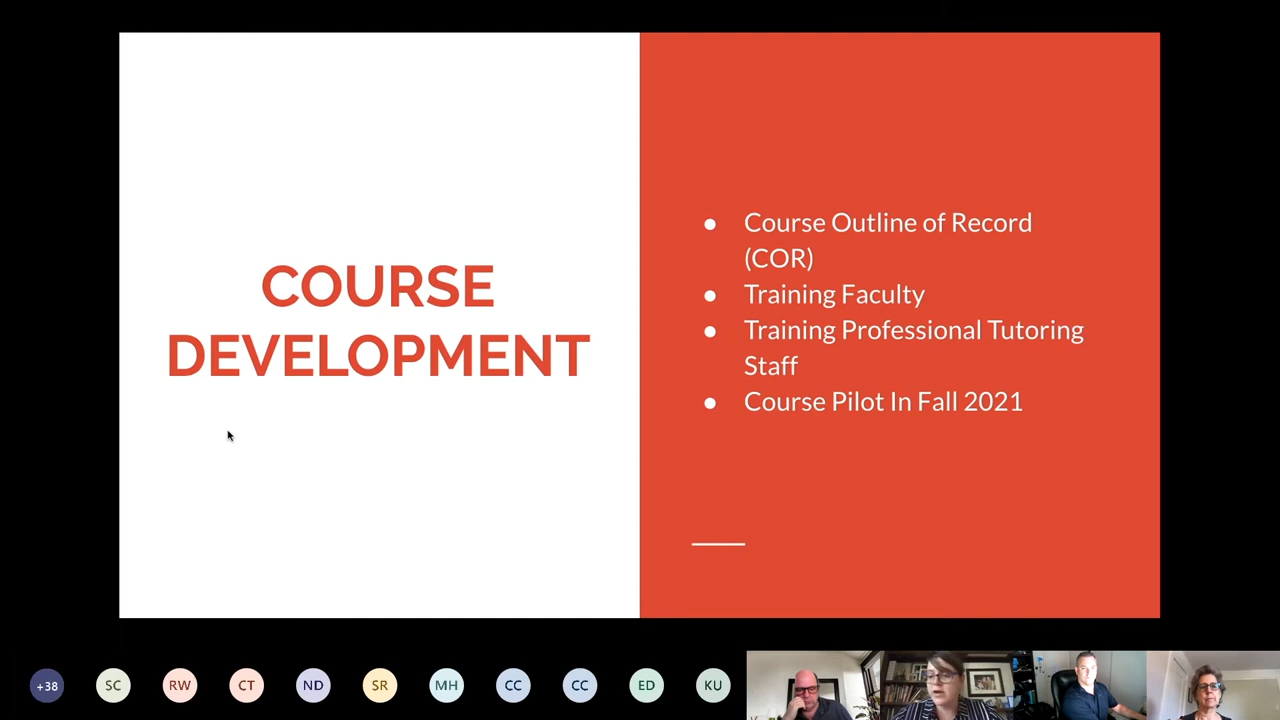 COURSE
DEVELOPMENT
● Course Outline of Record
(COR)
● Training Faculty
● Training Professional Tutoring
Staff
● Course Pilot In Fall 2021
+38 SC RW CT ND SR MH CC CC ED KU